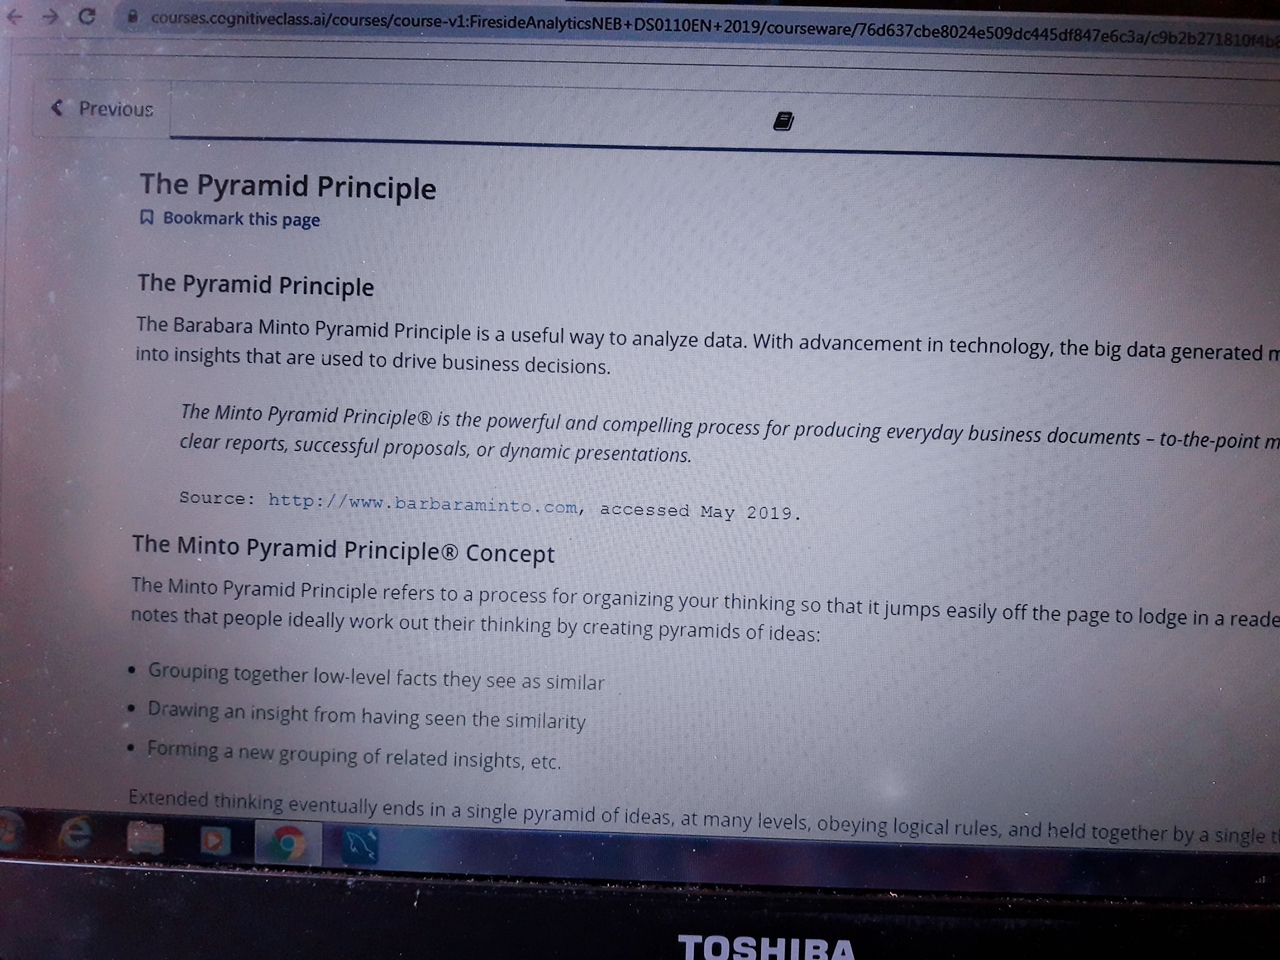 courses.cognitiveclass.ai/courses/course-v1:FiresideAnalyticsNEB+DS0110EN+2019/courseware/76d637cbe8024e509dc445df847e6c3a/c9b2b271810f4b6
Previous
The Pyramid Principle
Bookmark this page
The Pyramid Principle
The Barabara Minto Pyramid Principle is a useful way to analyze data. With advancement in technology, the big data generated m
into insights that are used to drive business decisions.
The Minto Pyramid Principle® is the powerful and compelling process for producing everyday business documents – to-the-point m
clear reports, successful proposals, or dynamic presentations.
Source: http://www.barbaraminto.com, accessed May 2019.
The Minto Pyramid Principle® Concept
The Minto Pyramid Principle refers to a process for organizing your thinking so that it jumps easily off the page to lodge in a reade
notes that people ideally work out their thinking by creating pyramids of ideas:
• Grouping together low-level facts they see as similar
• Drawing an insight from having seen the similarity
• Forming a new grouping of related insights, etc.
Extended thinking eventually ends in a single pyramid of ideas, at many levels, obeying logical rules, and held together by a single t
TOSHIBA